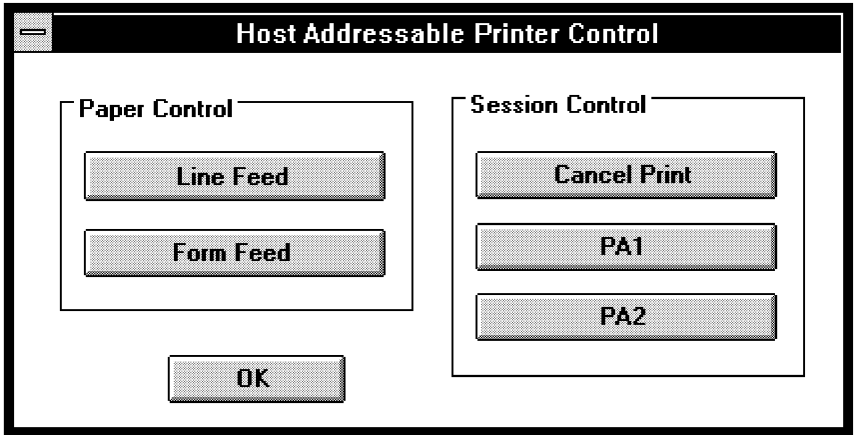 Host Addressable Printer Control
Paper Control
Line Feed
Form Feed
OK
Session Control
Cancel Print
PA1
PA2